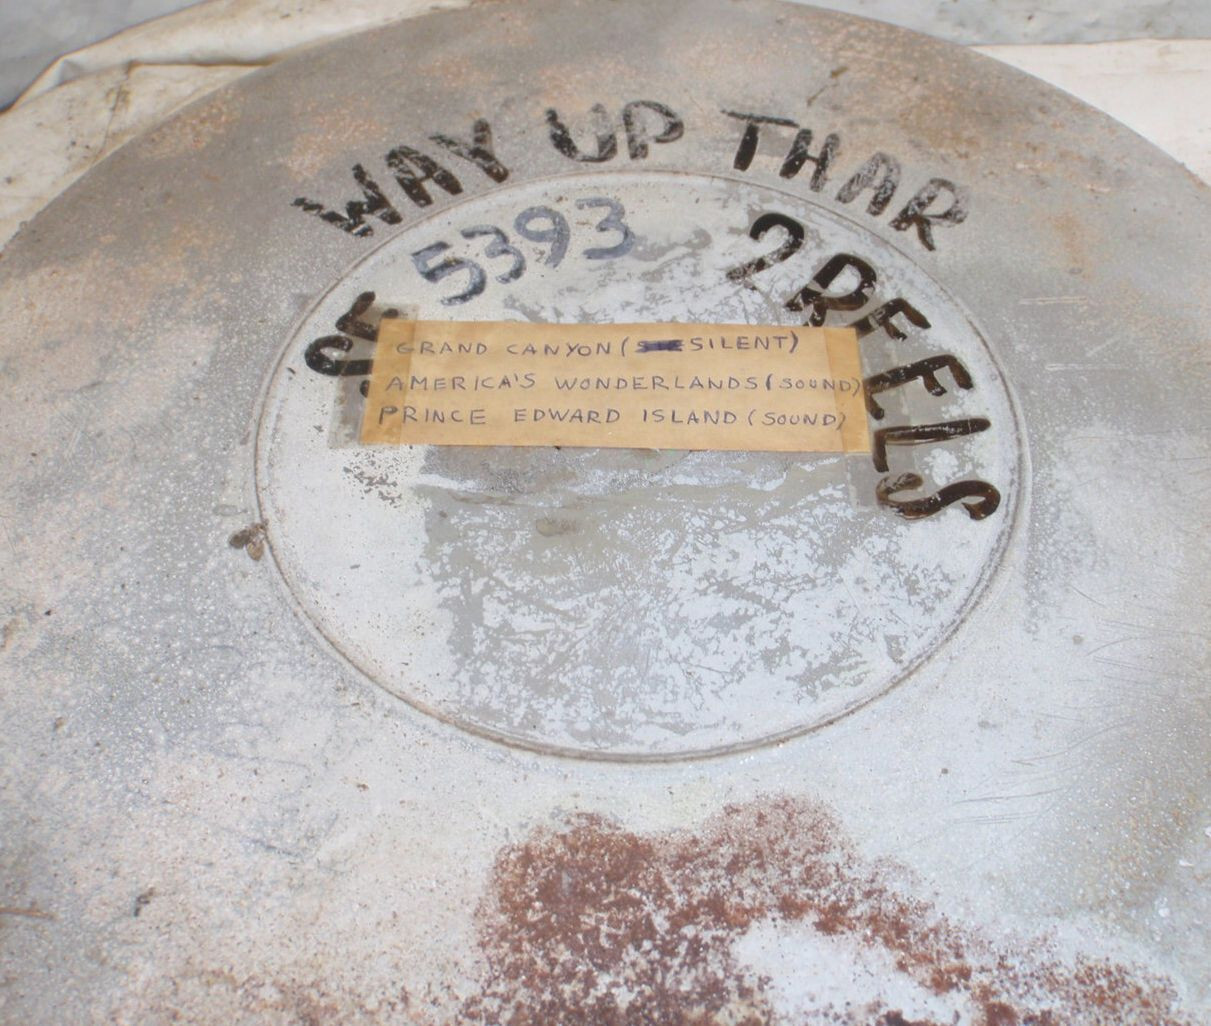 WAY UP THAR
5393
2 REELS
GRAND CANYON (SILENT)
AMERICA'S WONDERLANDS (SOUND)
PRINCE EDWARD ISLAND (SOUND)